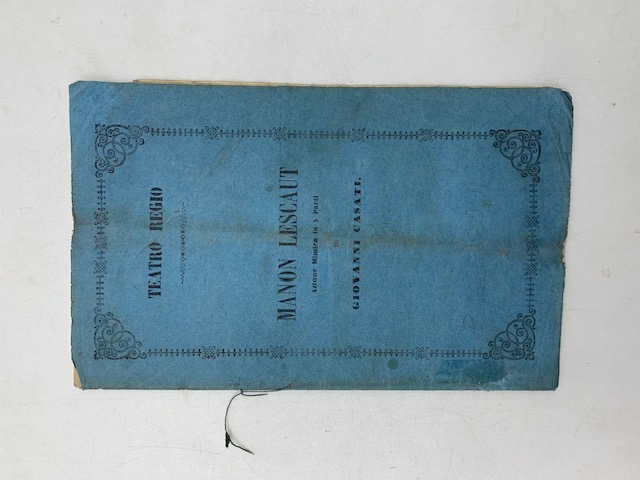 TEATRO REGIO
MANON LESCAUT
Azione Mimica in 5 Parti
DI
GIOVANNI CASATI.